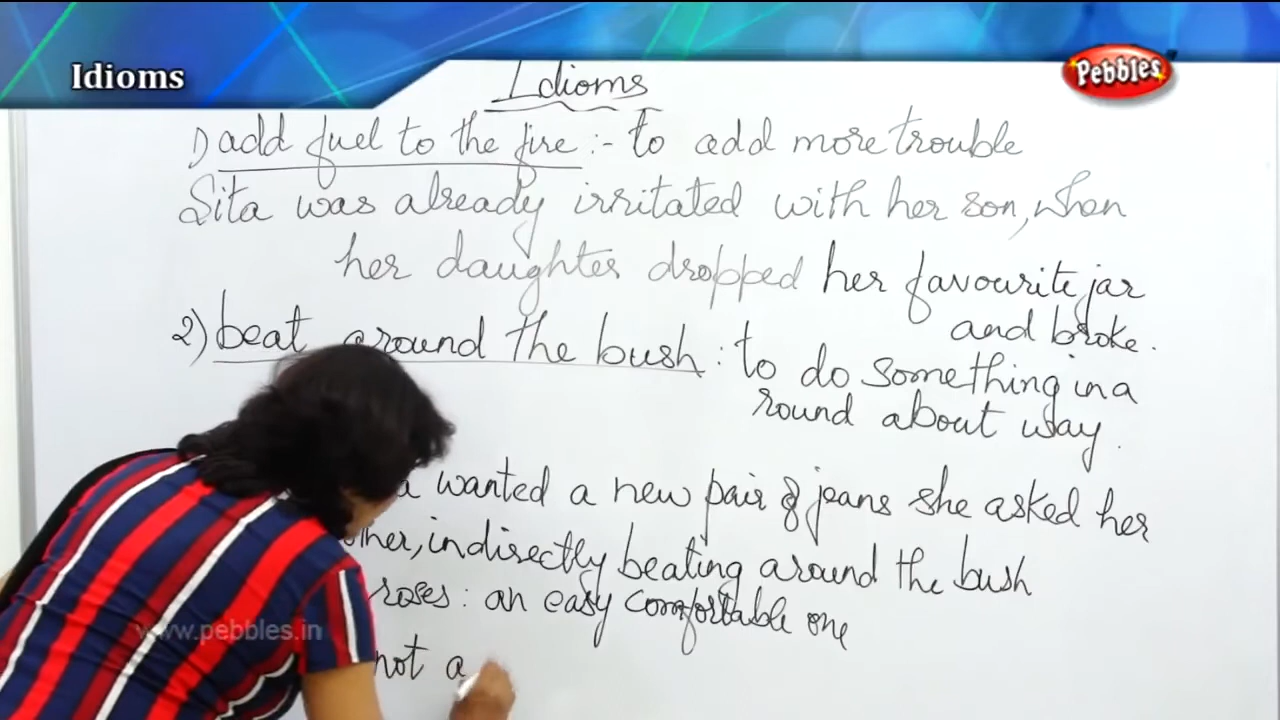 Idioms
Pebbles
Idioms
1) add fuel to the fire :- to add more trouble
Sita was already irritated with her son, when
her daughter dropped her favourite jar
and broke.
2) beat around the bush : to do something in a
round about way.
wanted a new pair of jeans she asked her
indirectly beating around the bush
roses : an easy comfortable one
not a
www.pebbles.in